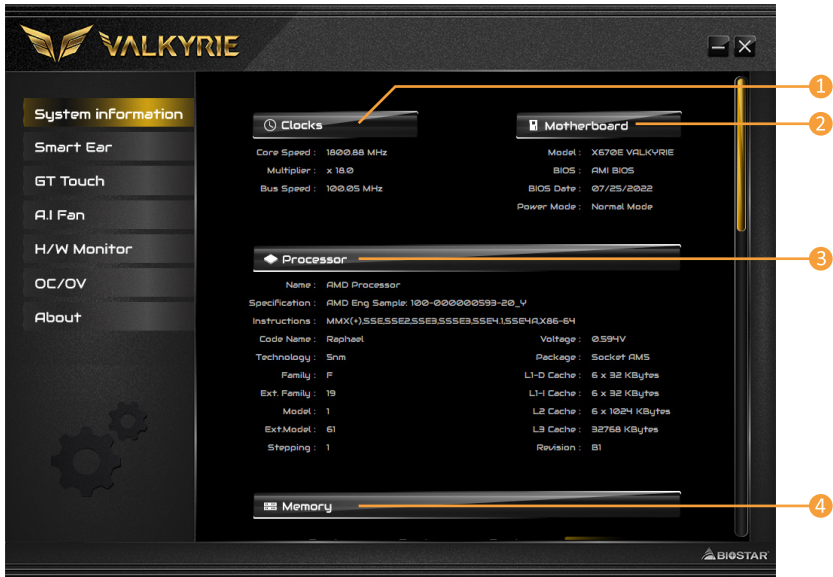 VALKYRIE
System information
Smart Ear
GT Touch
A.I Fan
H/W Monitor
OC/OV
About
1
Clocks
Core Speed : 1800.88 MHz
Multiplier : x 18.0
Bus Speed : 100.05 MHz
2
Motherboard
Model : X670E VALKYRIE
BIOS : AMI BIOS
BIOS Date : 07/25/2022
Power Mode : Normal Mode
3
Processor
Name : AMD Processor
Specification : AMD Eng Sample: 100-000000593-20_Y
Instructions : MMX(+),SSE,SSE2,SSE3,SSSE3,SSE4.1,SSE4A,X86-64
Code Name : Raphael
Technology : 5nm
Family : F
Ext. Family : 19
Model : 1
Ext.Model : 61
Stepping : 1
Voltage : 0.594V
Package : Socket AM5
L1-D Cache : 6 x 32 KBytes
L1-I Cache : 6 x 32 KBytes
L2 Cache : 6 x 1024 KBytes
L3 Cache : 32768 KBytes
Revision : B1
4
Memory
BIOSTAR